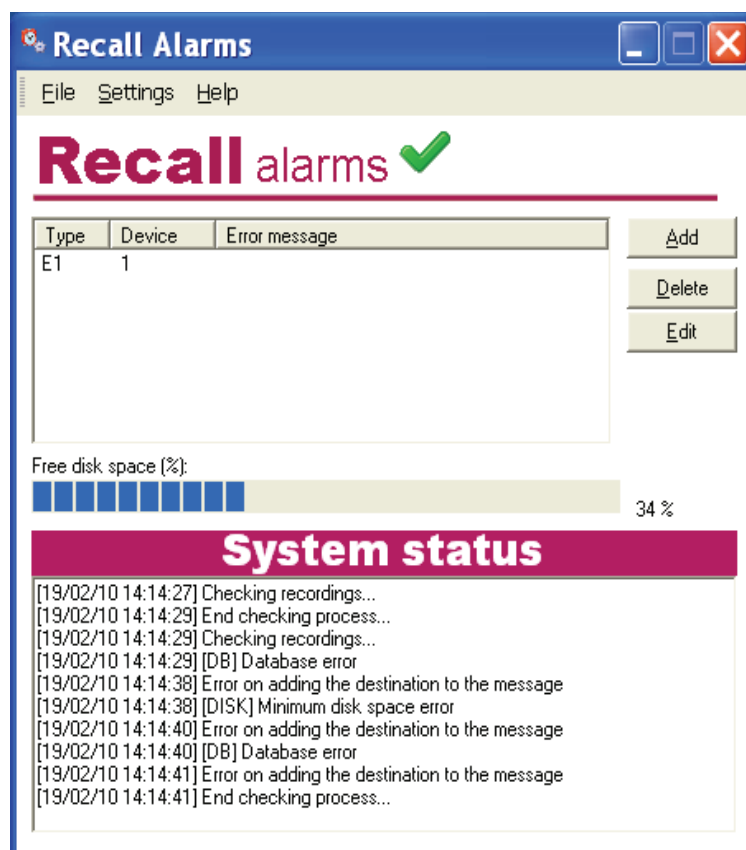 Recall Alarms
File Settings Help
Recall alarms
Type Device Error message
E1 1
Add
Delete
Edit
Free disk space (%):
34 %
System status
[19/02/10 14:14:27] Checking recordings...
[19/02/10 14:14:29] End checking process...
[19/02/10 14:14:29] Checking recordings...
[19/02/10 14:14:29] [DB] Database error
[19/02/10 14:14:38] Error on adding the destination to the message
[19/02/10 14:14:38] [DISK] Minimum disk space error
[19/02/10 14:14:40] Error on adding the destination to the message
[19/02/10 14:14:40] [DB] Database error
[19/02/10 14:14:41] Error on adding the destination to the message
[19/02/10 14:14:41] End checking process...